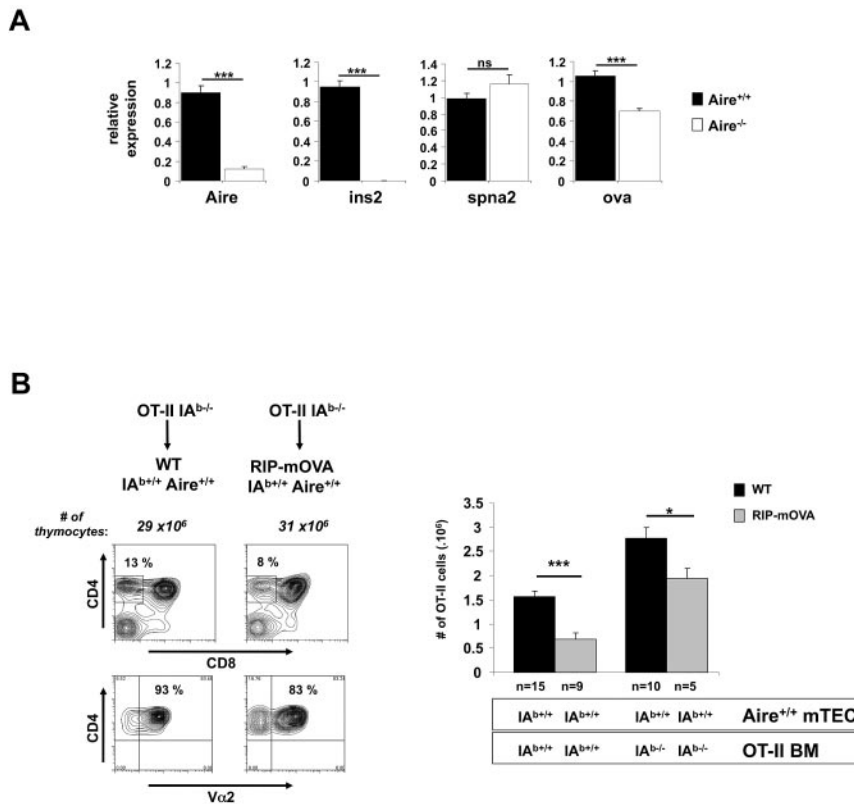 A
relative expression
1.2 1 0.8 0.6 0.4 0.2 0
***
Aire
1.2 1 0.8 0.6 0.4 0.2 0
***
ins2
1.4 1.2 1 0.8 0.6 0.4 0.2 0
ns
spna2
1.2 1 0.8 0.6 0.4 0.2 0
***
ova
Aire+/+
Aire-/-
B
OT-II IAb-/- OT-II IAb-/-
WT RIP-mOVA
IAb+/+ Aire+/+ IAb+/+ Aire+/+
# of thymocytes: 29 x10⁶ 31 x10⁶
13 % 8 %
CD4
CD8
93 % 83 %
CD4
Vα2
WT
RIP-mOVA
# of OT-II cells (.10⁶)
3.5
3
2.5
2
1.5
1
0.5
0
*** *
n=15 n=9 n=10 n=5
IAb+/+ IAb+/+ IAb+/+ IAb+/+ Aire+/+ mTEC
IAb+/+ IAb+/+ IAb-/- IAb-/- OT-II BM